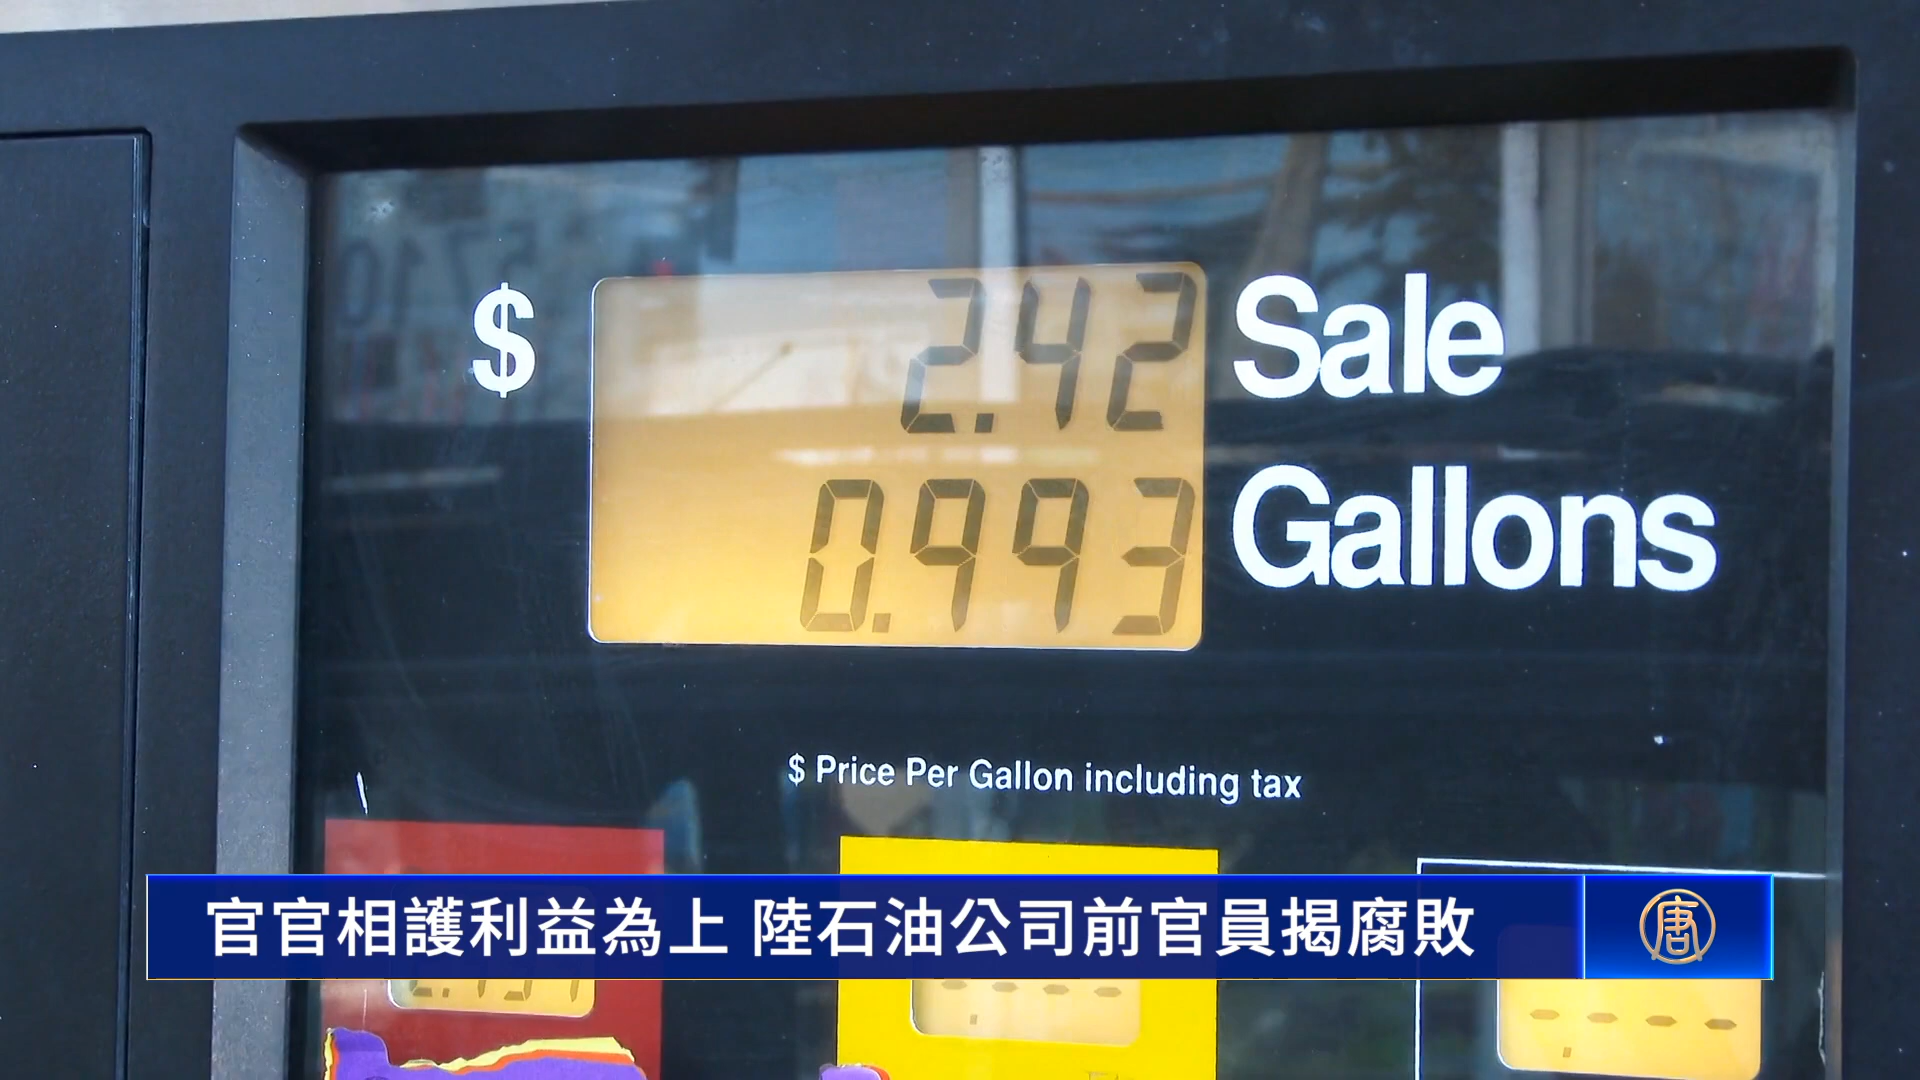 $ 2.42 Sale
0.993 Gallons
$ Price Per Gallon including tax
官官相護利益為上 陸石油公司前官員揭腐敗
唐